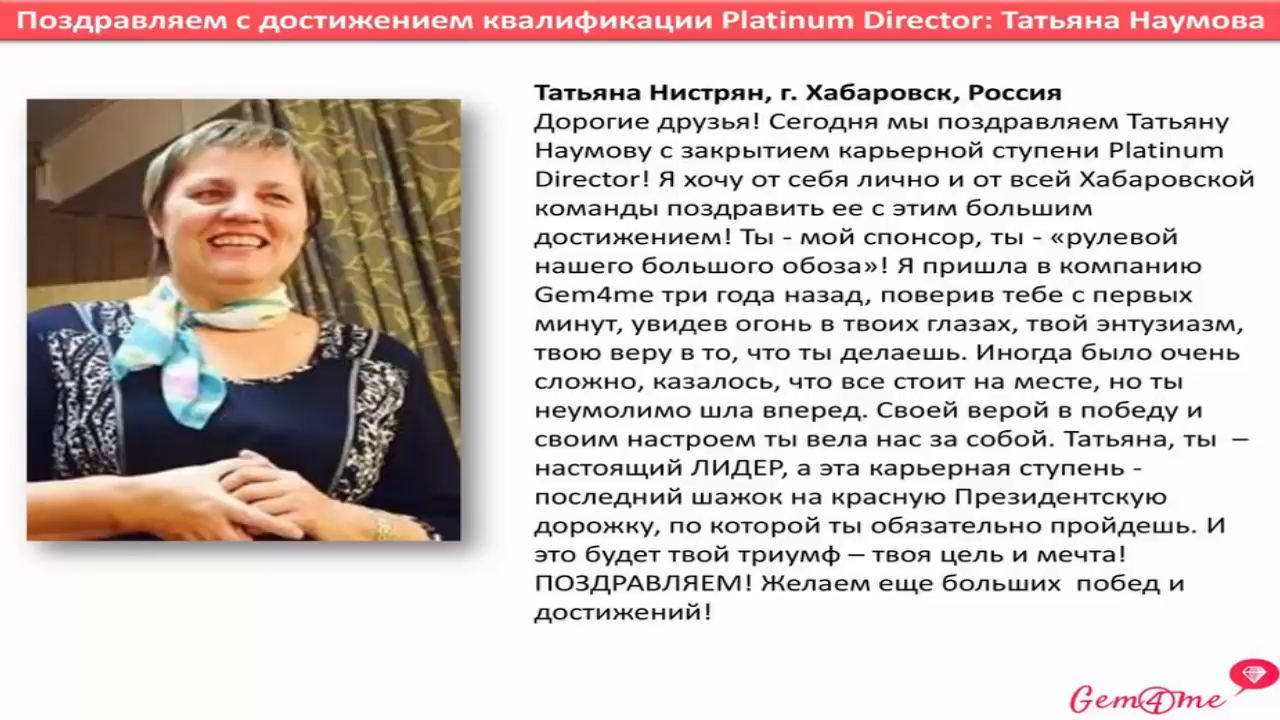 Поздравляем с достижением квалификации Platinum Director: Татьяна Наумова
Татьяна Нистрян, г. Хабаровск, Россия
Дорогие друзья! Сегодня мы поздравляем Татьяну
Наумову с закрытием карьерной ступени Platinum
Director! Я хочу от себя лично и от всей Хабаровской
команды поздравить ее с этим большим
достижением! Ты - мой спонсор, ты - «рулевой
нашего большого обоза»! Я пришла в компанию
Gem4me три года назад, поверив тебе с первых
минут, увидев огонь в твоих глазах, твой энтузиазм,
твою веру в то, что ты делаешь. Иногда было очень
сложно, казалось, что все стоит на месте, но ты
неумолимо шла вперед. Своей верой в победу и
своим настроем ты вела нас за собой. Татьяна, ты –
настоящий ЛИДЕР, а эта карьерная ступень -
последний шажок на красную Президентскую
дорожку, по которой ты обязательно пройдешь. И
это будет твой триумф – твоя цель и мечта!
ПОЗДРАВЛЯЕМ! Желаем еще больших побед и
достижений!
Gem4me